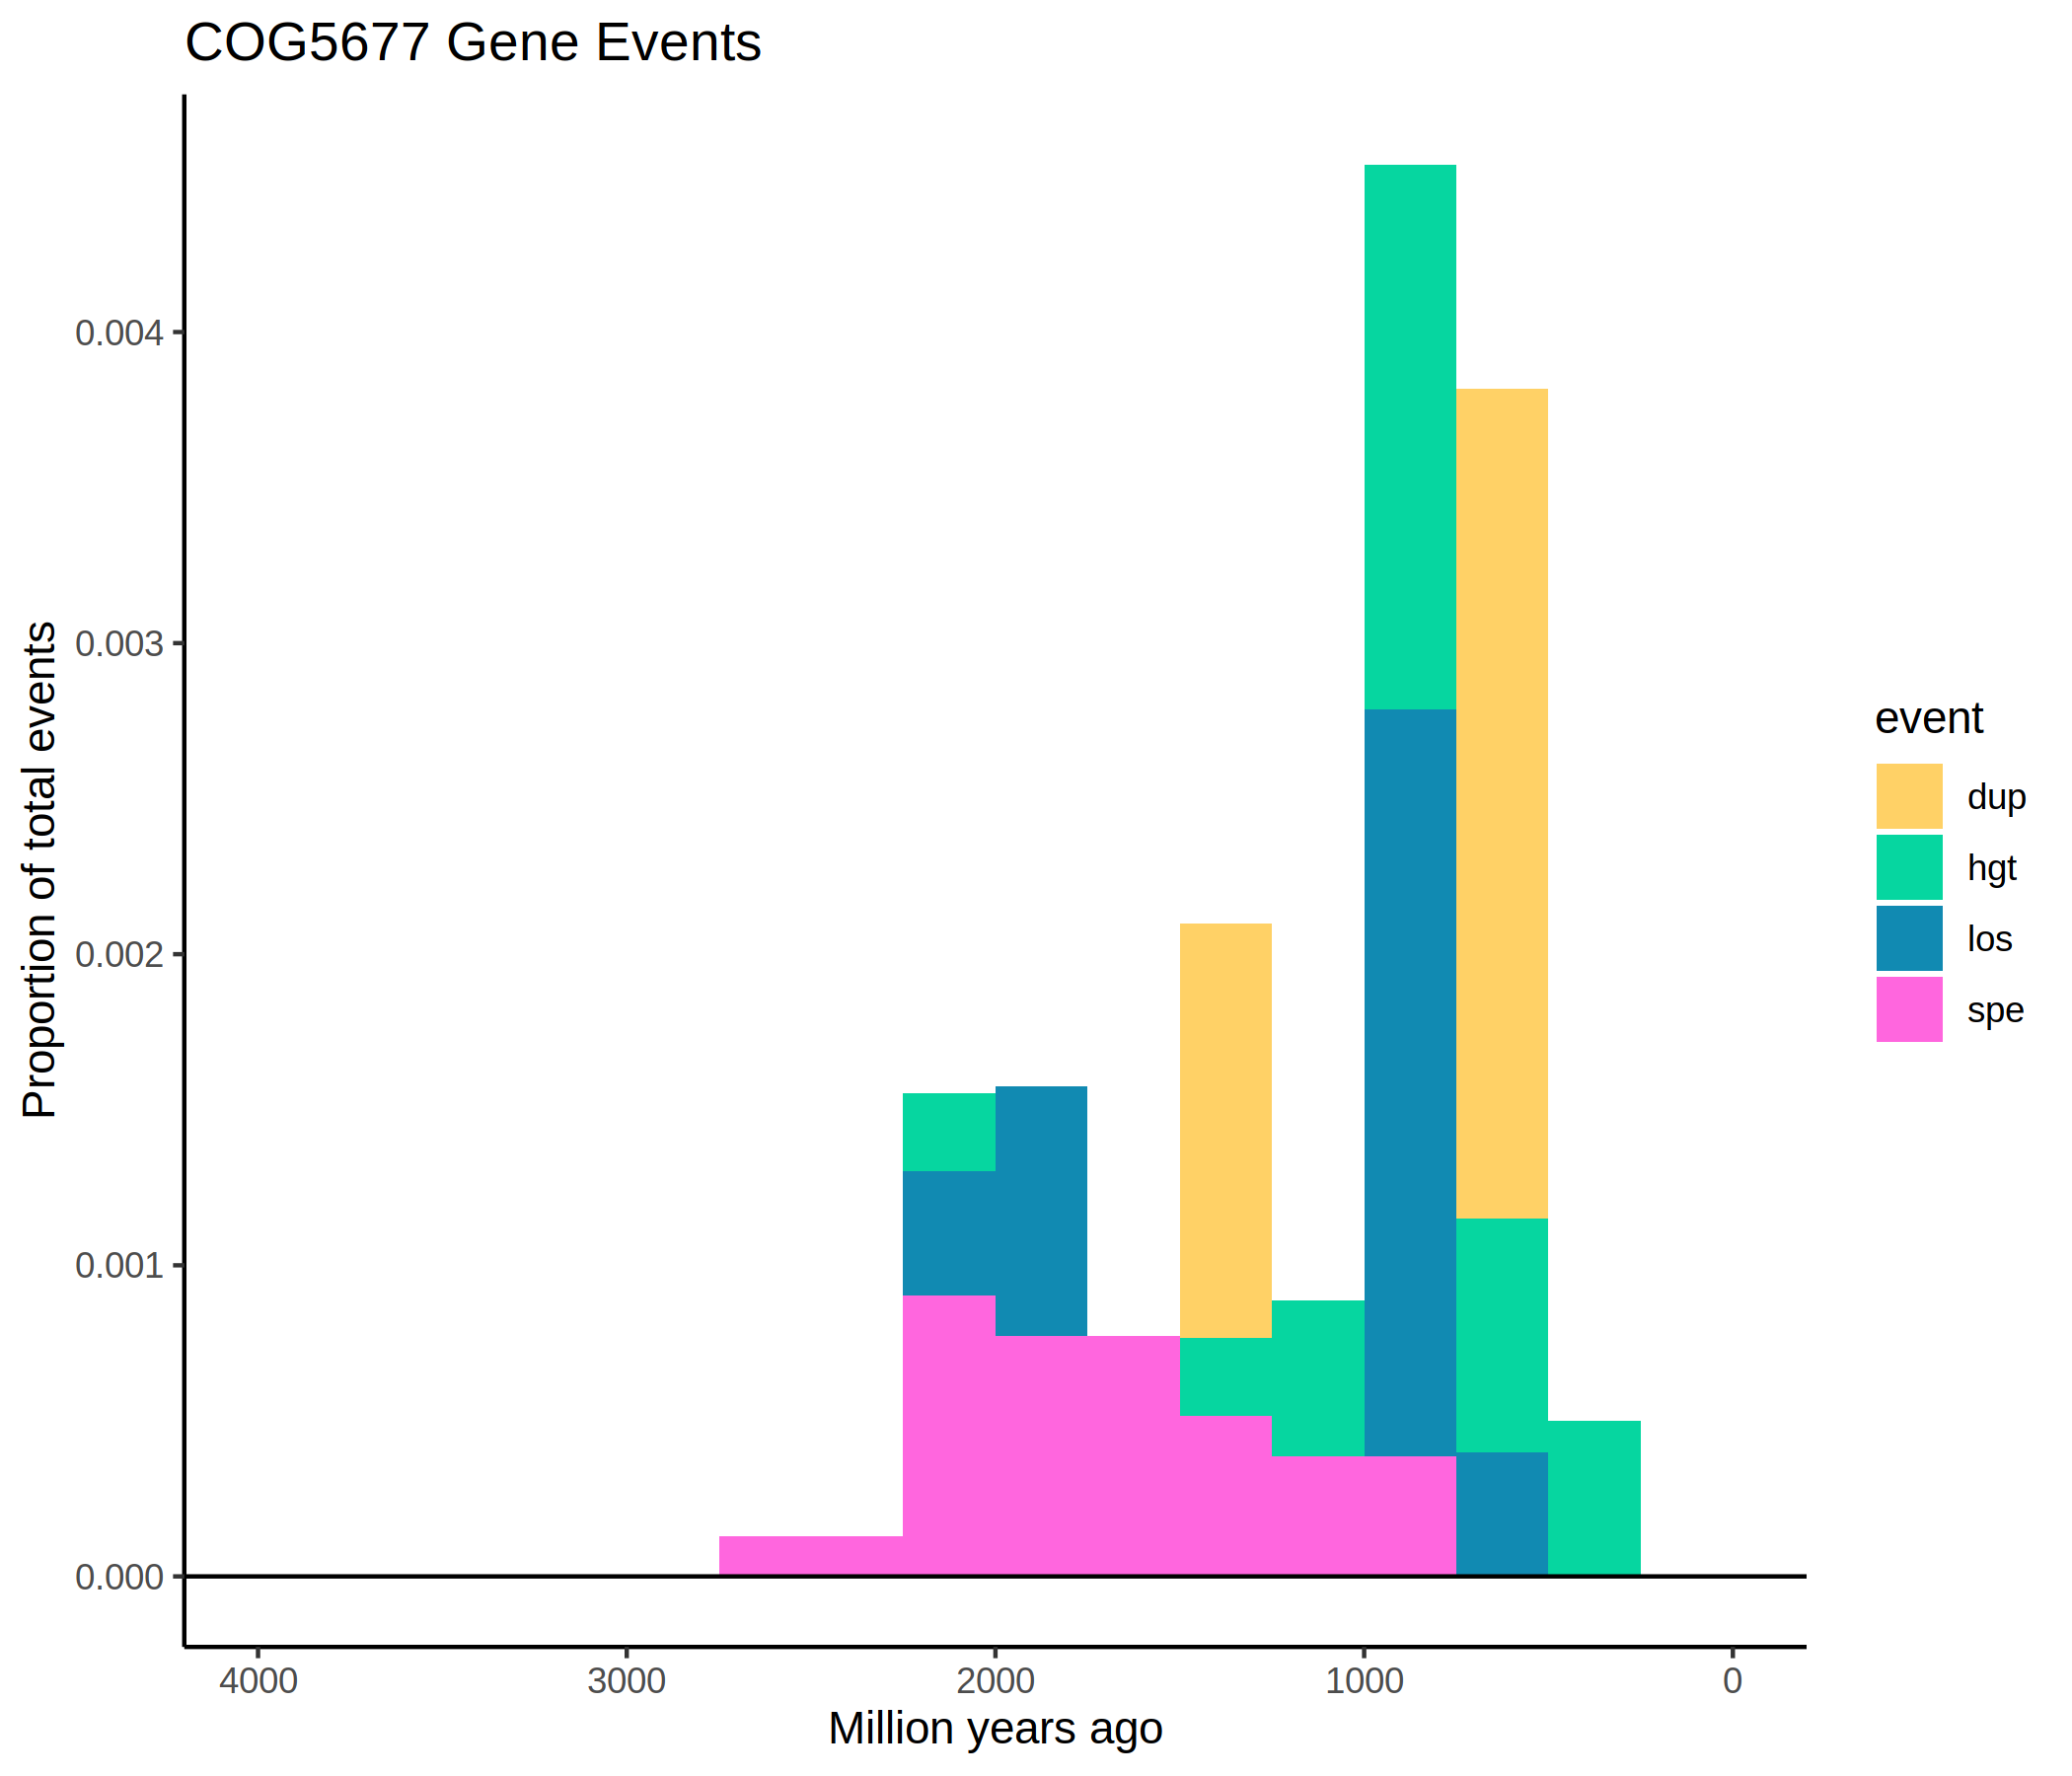 COG5677 Gene Events
Proportion of total events
0.004
0.003
0.002
0.001
0.000
4000 3000 2000 1000 0
Million years ago
event
dup
hgt
los
spe